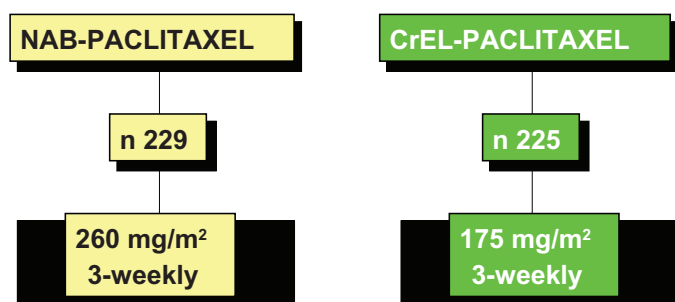 NAB-PACLITAXEL
CrEL-PACLITAXEL
n 229
n 225
260 mg/m²
3-weekly
175 mg/m²
3-weekly